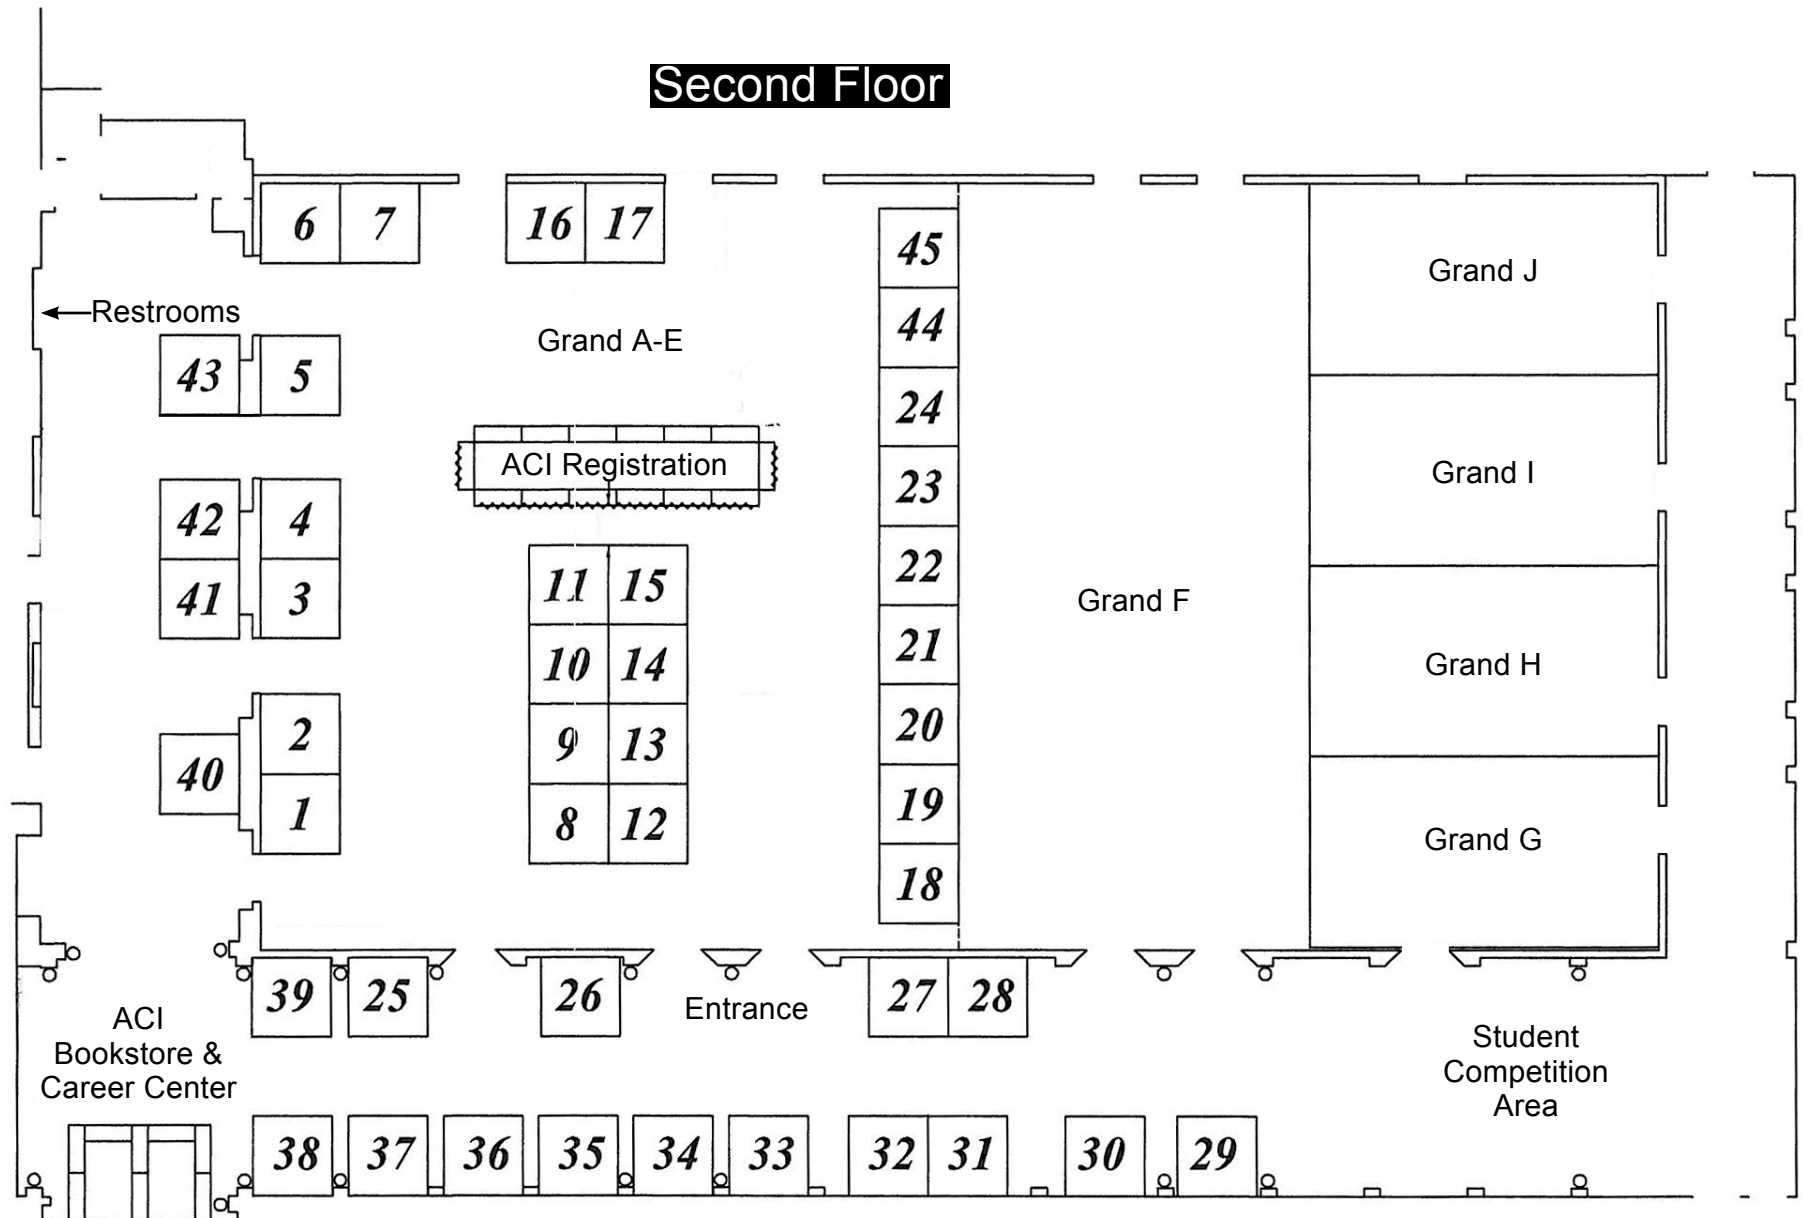 Second Floor
6 7 16 17
45
Grand J
Restrooms
44
Grand A-E
43 5
24
ACI Registration
23
Grand I
42 4
22
11 15
41 3
Grand F
21
10 14
Grand H
2
20
9 13
40
1
19
8 12
Grand G
18
39 25 26 Entrance 27 28
ACI
Bookstore &
Career Center
Student
Competition
Area
38 37 36 35 34 33 32 31 30 29